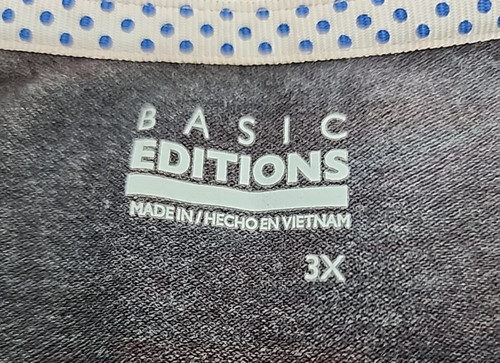 BASIC
EDITIONS
MADE IN / HECHO EN VIETNAM
3X